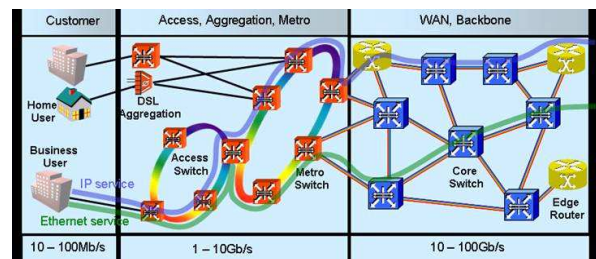 Customer
Access, Aggregation, Metro
WAN, Backbone
Home
User
DSL
Aggregation
Business
User
IP service
Ethernet service
Access
Switch
Metro
Switch
Core
Switch
Edge
Router
10 – 100Mb/s
1 – 10Gb/s
10 – 100Gb/s